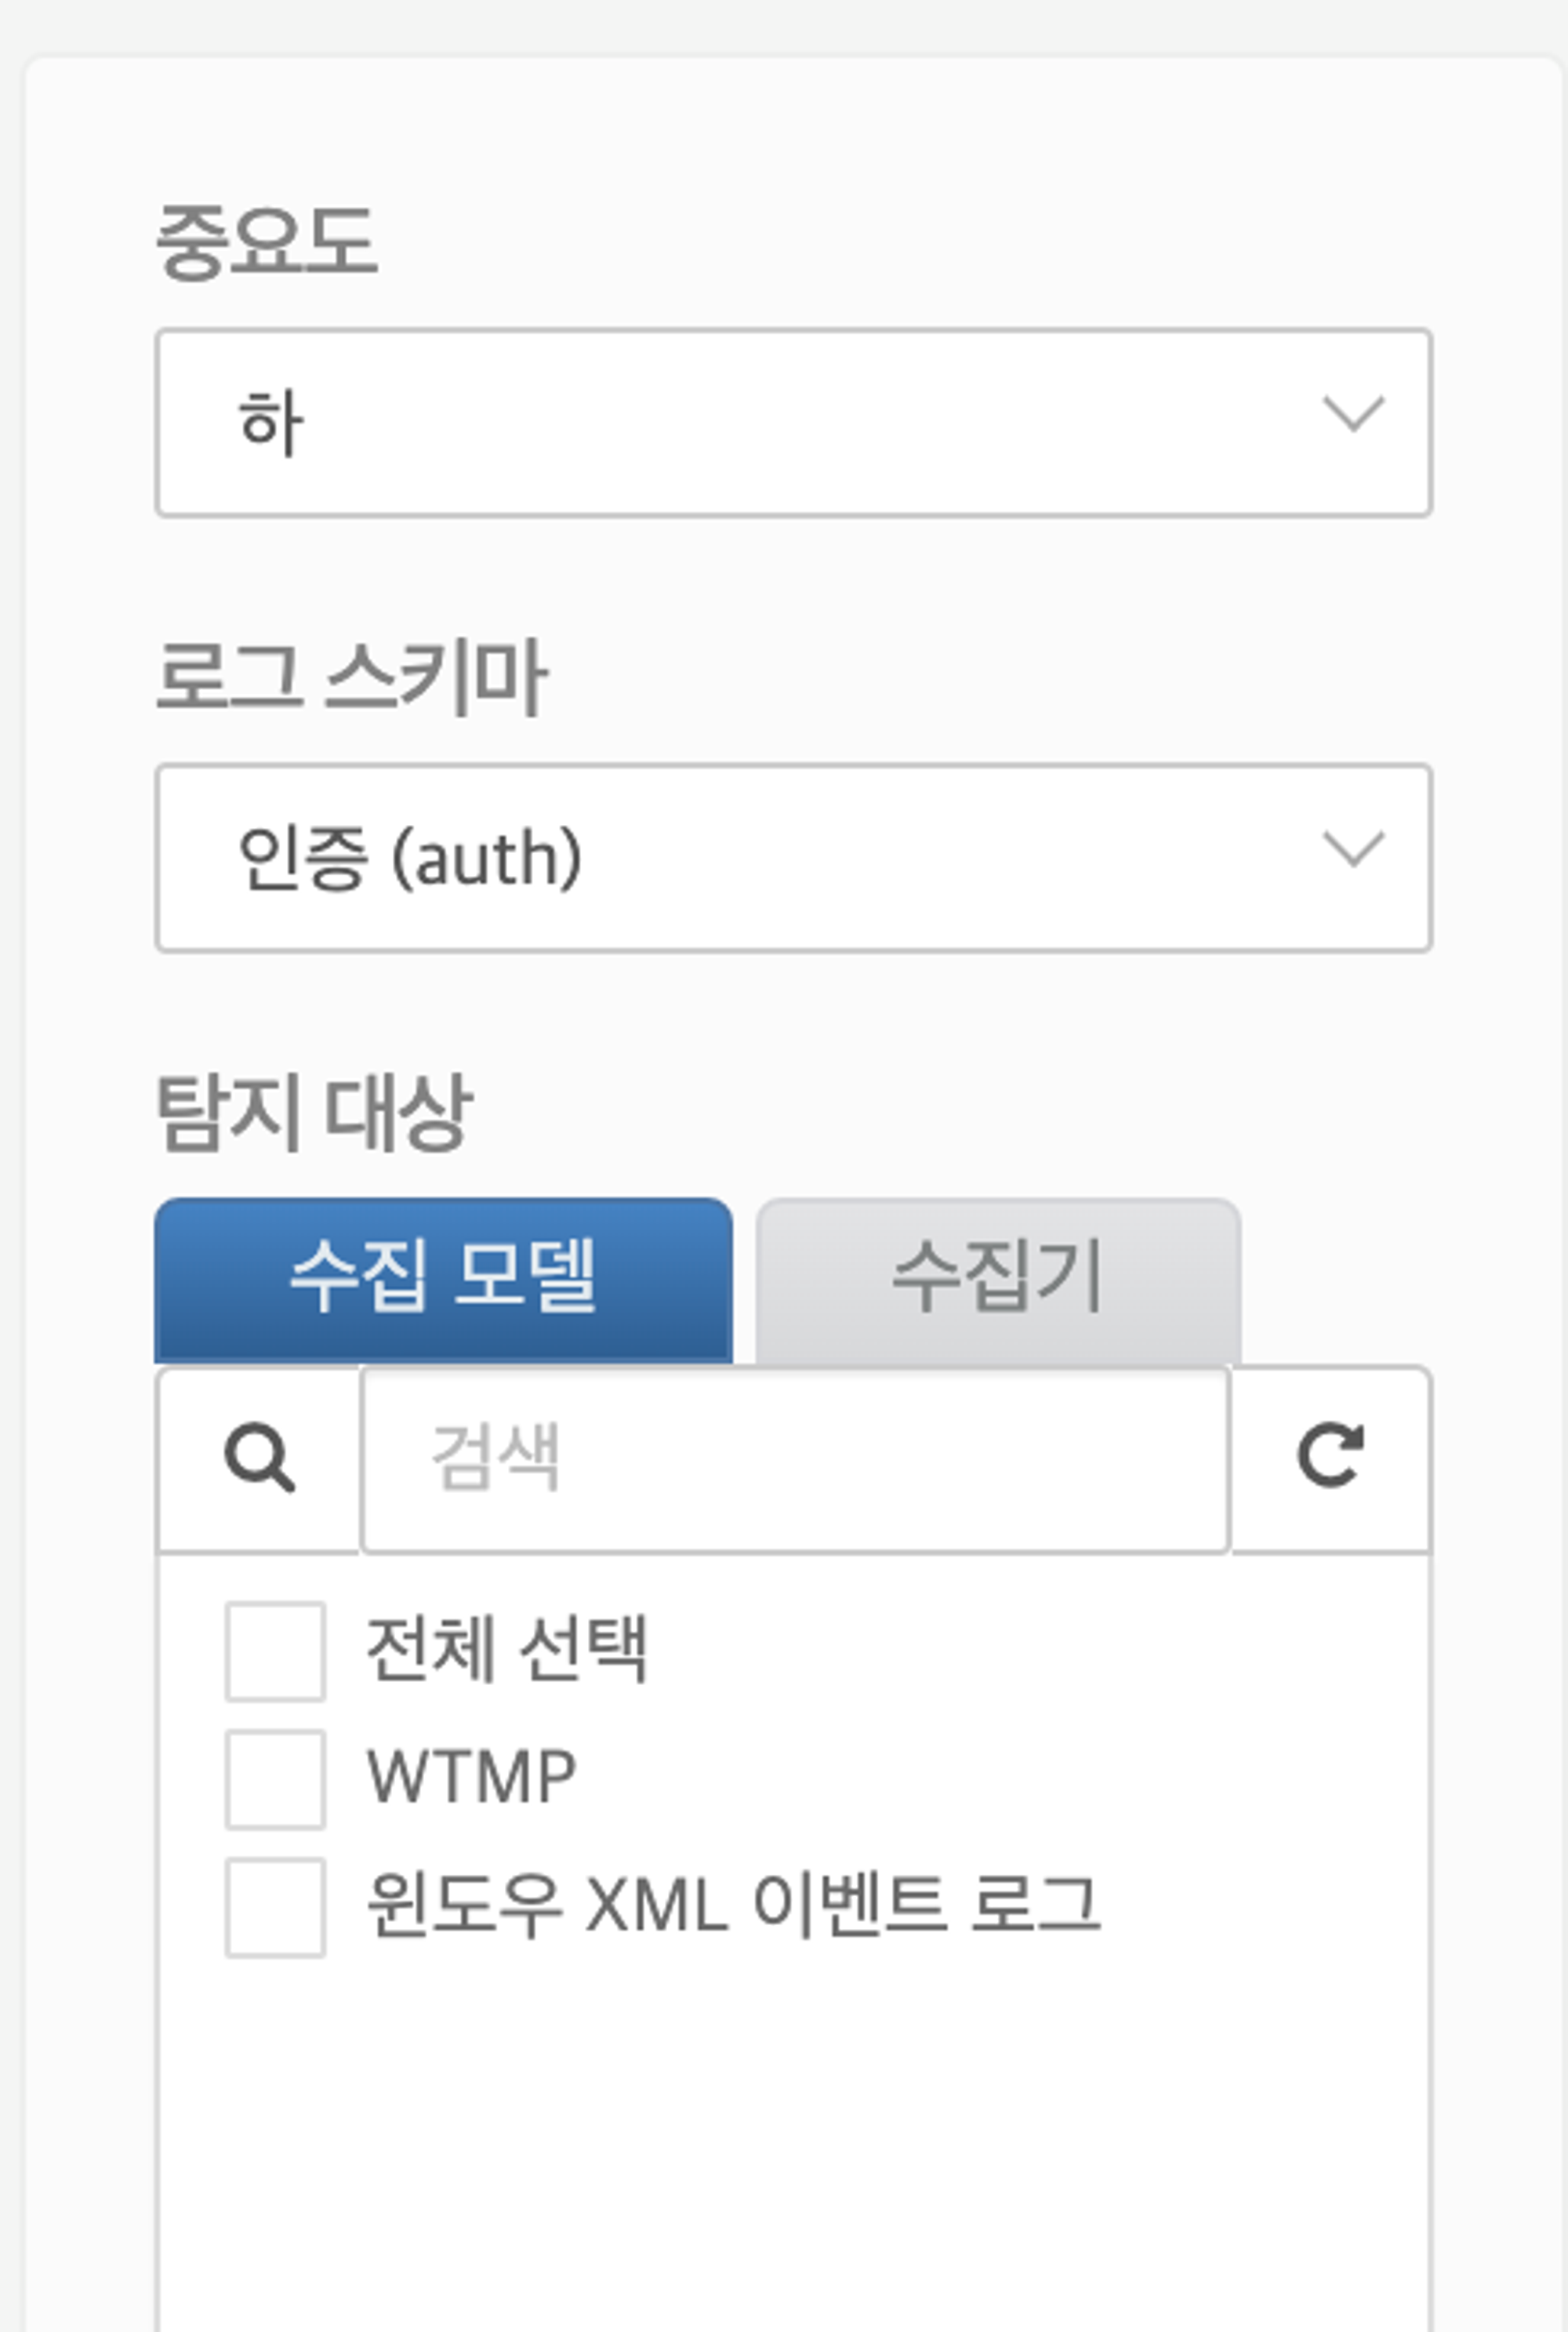 중요도
하
로그 스키마
인증 (auth)
탐지 대상
수집 모델 수집기
검색
전체 선택
WTMP
윈도우 XML 이벤트 로그